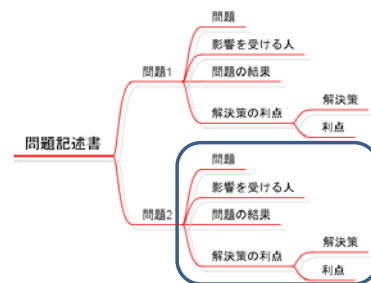 問題記述書
問題1
問題
影響を受ける人
問題の結果
解決策の利点
解決策
利点
問題2
問題
影響を受ける人
問題の結果
解決策の利点
解決策
利点